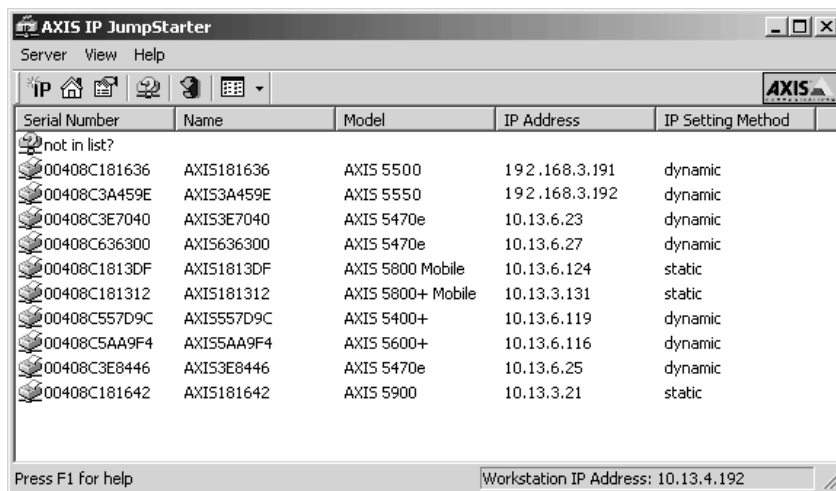 AXIS IP JumpStarter
Server View Help
IP AXIS COMMUNICATIONS
Serial Number Name Model IP Address IP Setting Method
not in list?
00408C181636 AXIS181636 AXIS 5500 192.168.3.191 dynamic
00408C3A459E AXIS3A459E AXIS 5550 192.168.3.192 dynamic
00408C3E7040 AXIS3E7040 AXIS 5470e 10.13.6.23 dynamic
00408C636300 AXIS636300 AXIS 5470e 10.13.6.27 dynamic
00408C1813DF AXIS1813DF AXIS 5800 Mobile 10.13.6.124 static
00408C181312 AXIS181312 AXIS 5800+ Mobile 10.13.3.131 static
00408C557D9C AXIS557D9C AXIS 5400+ 10.13.6.119 dynamic
00408C5AA9F4 AXIS5AA9F4 AXIS 5600+ 10.13.6.116 dynamic
00408C3E8446 AXIS3E8446 AXIS 5470e 10.13.6.25 dynamic
00408C181642 AXIS181642 AXIS 5900 10.13.3.21 static
Press F1 for help Workstation IP Address: 10.13.4.192